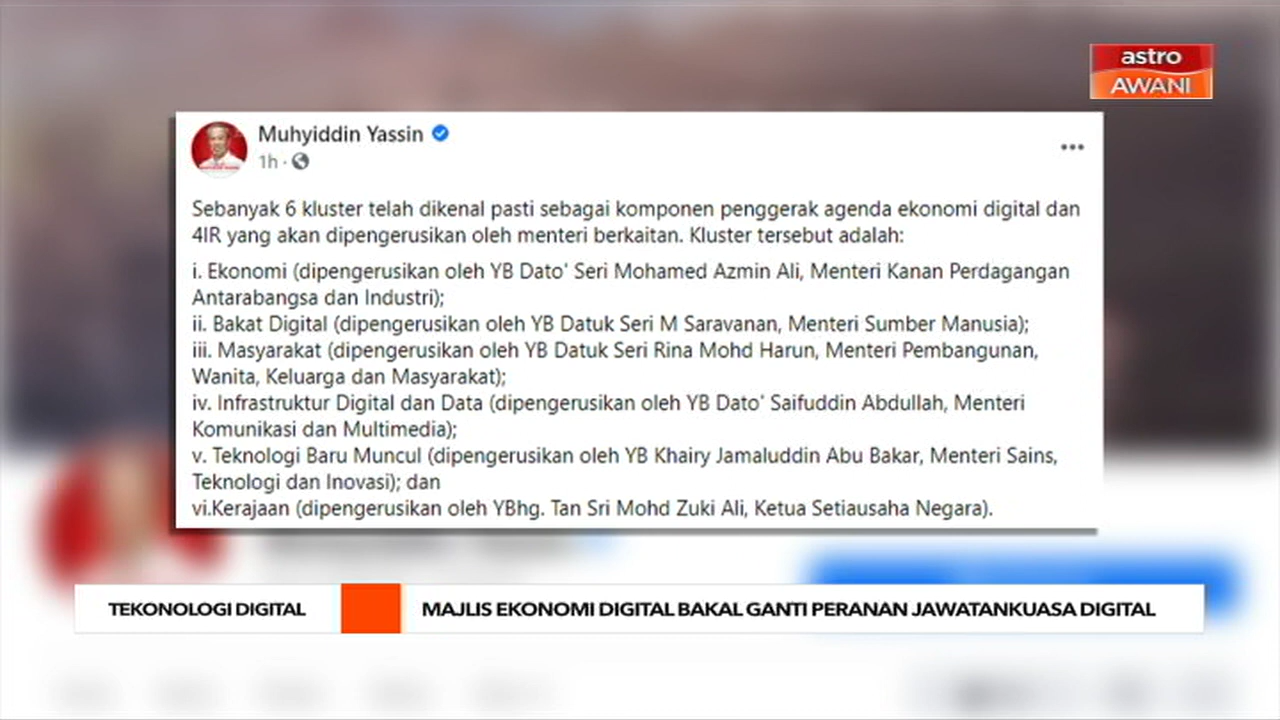 astro
AWANI
Muhyiddin Yassin
1h ·
Sebanyak 6 kluster telah dikenal pasti sebagai komponen penggerak agenda ekonomi digital dan
4IR yang akan dipengerusikan oleh menteri berkaitan. Kluster tersebut adalah:
i. Ekonomi (dipengerusikan oleh YB Dato' Seri Mohamed Azmin Ali, Menteri Kanan Perdagangan
Antarabangsa dan Industri);
ii. Bakat Digital (dipengerusikan oleh YB Datuk Seri M Saravanan, Menteri Sumber Manusia);
iii. Masyarakat (dipengerusikan oleh YB Datuk Seri Rina Mohd Harun, Menteri Pembangunan,
Wanita, Keluarga dan Masyarakat);
iv. Infrastruktur Digital dan Data (dipengerusikan oleh YB Dato' Saifuddin Abdullah, Menteri
Komunikasi dan Multimedia);
v. Teknologi Baru Muncul (dipengerusikan oleh YB Khairy Jamaluddin Abu Bakar, Menteri Sains,
Teknologi dan Inovasi); dan
vi.Kerajaan (dipengerusikan oleh YBhg. Tan Sri Mohd Zuki Ali, Ketua Setiausaha Negara).
TEKONOLOGI DIGITAL
MAJLIS EKONOMI DIGITAL BAKAL GANTI PERANAN JAWATANKUASA DIGITAL